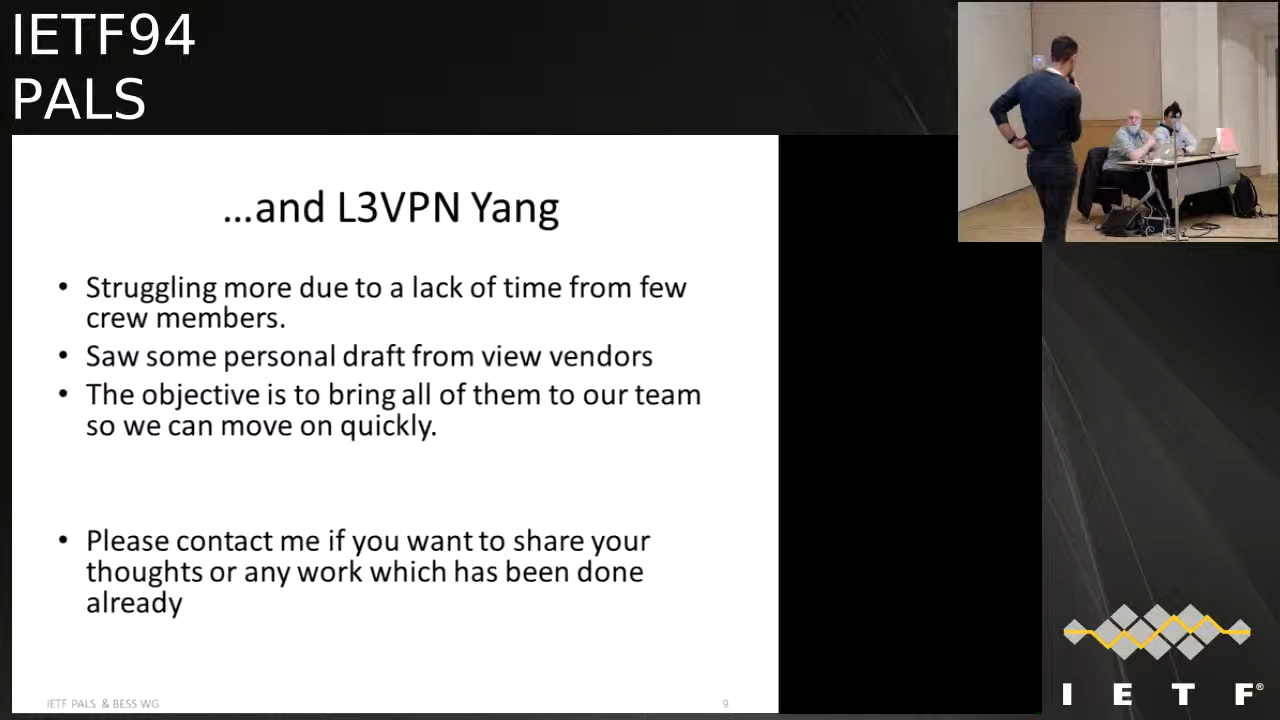 IETF94
PALS
...and L3VPN Yang
• Struggling more due to a lack of time from few
crew members.
• Saw some personal draft from view vendors
• The objective is to bring all of them to our team
so we can move on quickly.
• Please contact me if you want to share your
thoughts or any work which has been done
already
IETF PALS & BESS WG
9
I E T F®